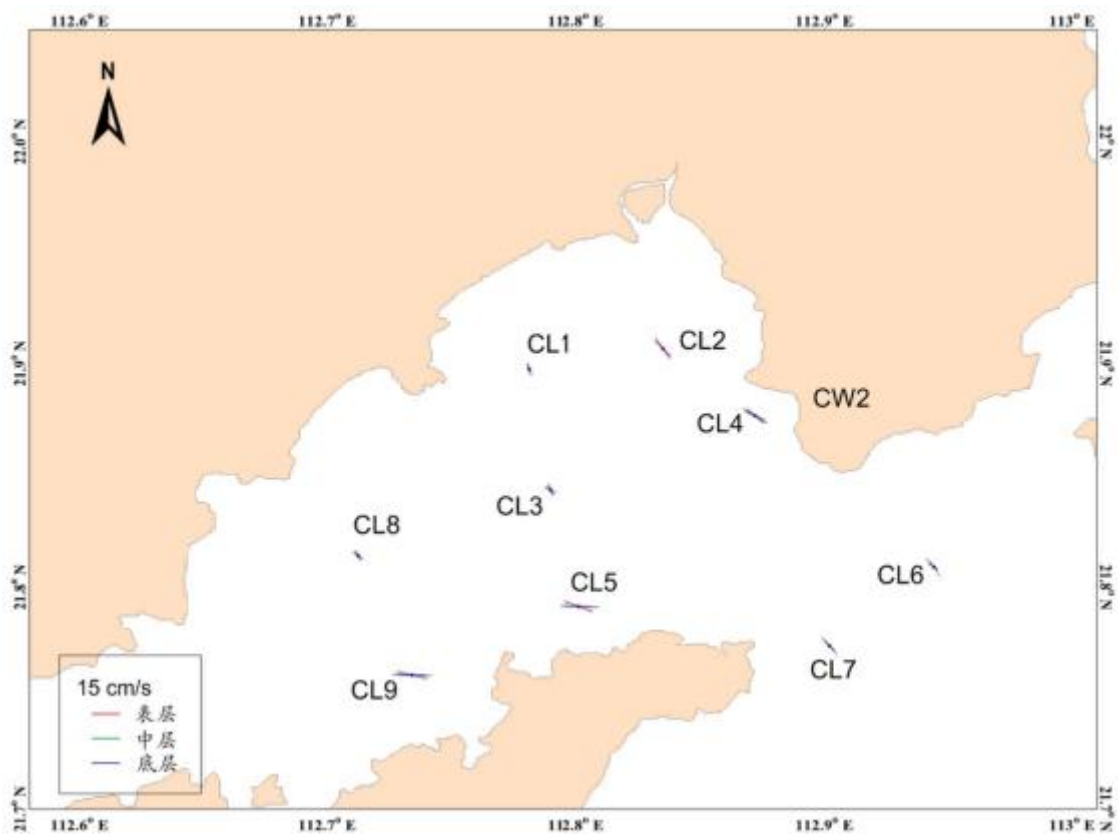 112.6° E 112.7° E 112.8° E 112.9° E 113° E
N
22.0° N 22° N
21.9° N 21.9° N
21.8° N 21.8° N
21.7° N 21.7° N
CL1
CL2
CW2
CL4
CL3
CL8
CL6
CL5
CL7
CL9
15 cm/s
表层
中层
底层
112.6° E 112.7° E 112.8° E 112.9° E 113° E